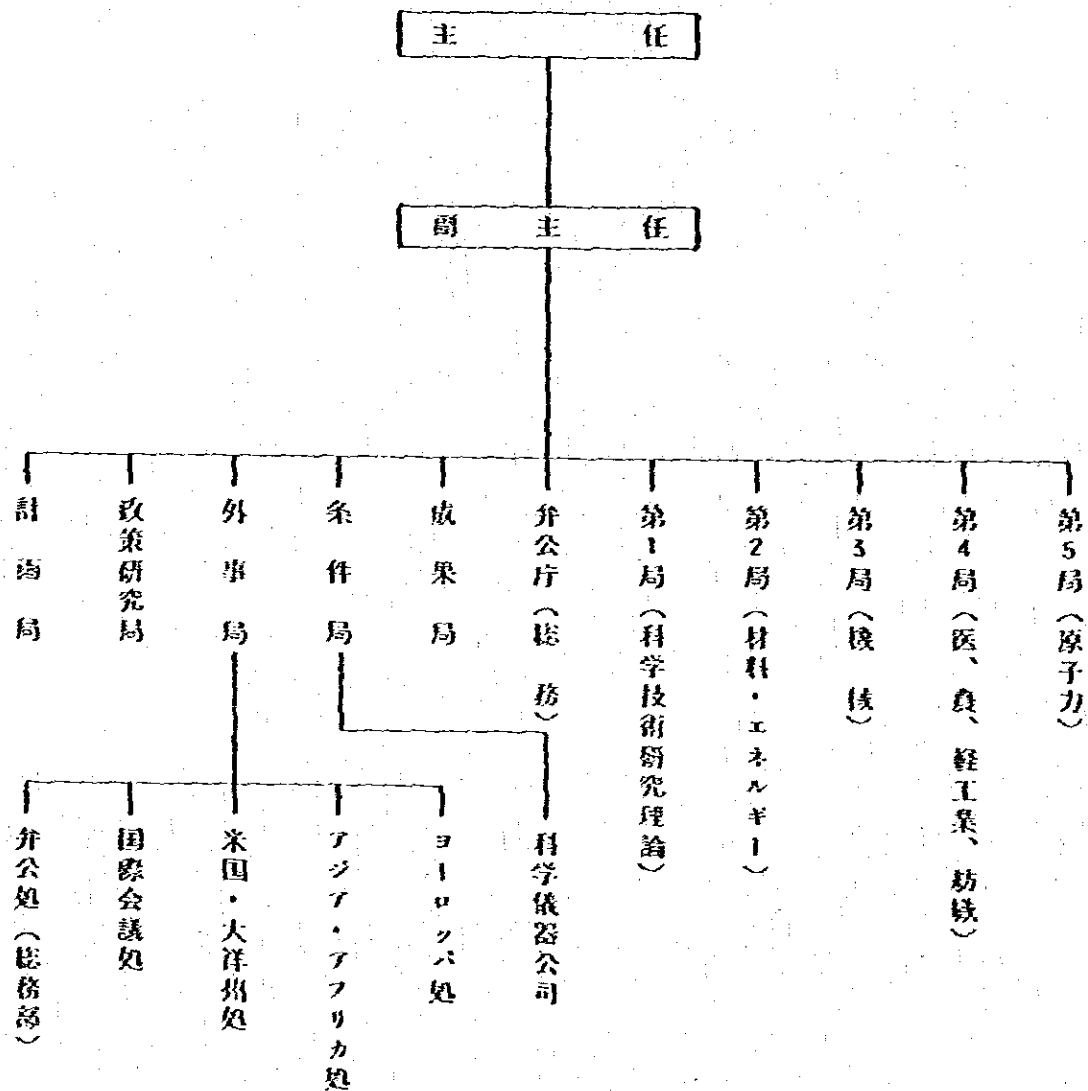 主任
副主任
計画局
政策研究局
外事局
条件局
成果局
弁公庁（総務）
第1局（科学技術研究理論）
第2局（材料・エネルギー）
第3局（機械）
第4局（医、食、軽工業、紡織）
第5局（原子力）
弁公処（総務部）
国際会議処
米国・大洋州処
アジア・アフリカ処
ヨーロッパ処
科学儀器公司